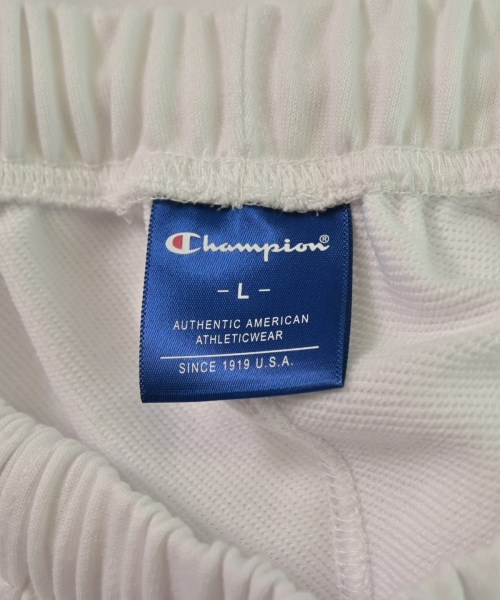 Champion®
- L -
AUTHENTIC AMERICAN
ATHLETICWEAR
SINCE 1919 U.S.A.